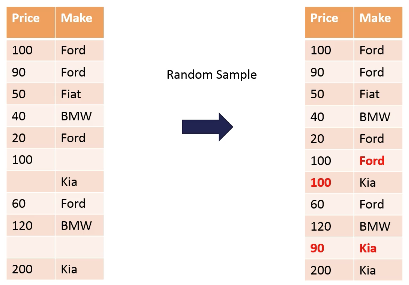 Price Make
100 Ford
90 Ford
50 Fiat
40 BMW
20 Ford
100
Kia
60 Ford
120 BMW
200 Kia
Random Sample
Price Make
100 Ford
90 Ford
50 Fiat
40 BMW
20 Ford
100 Ford
100 Kia
60 Ford
120 BMW
90 Kia
200 Kia